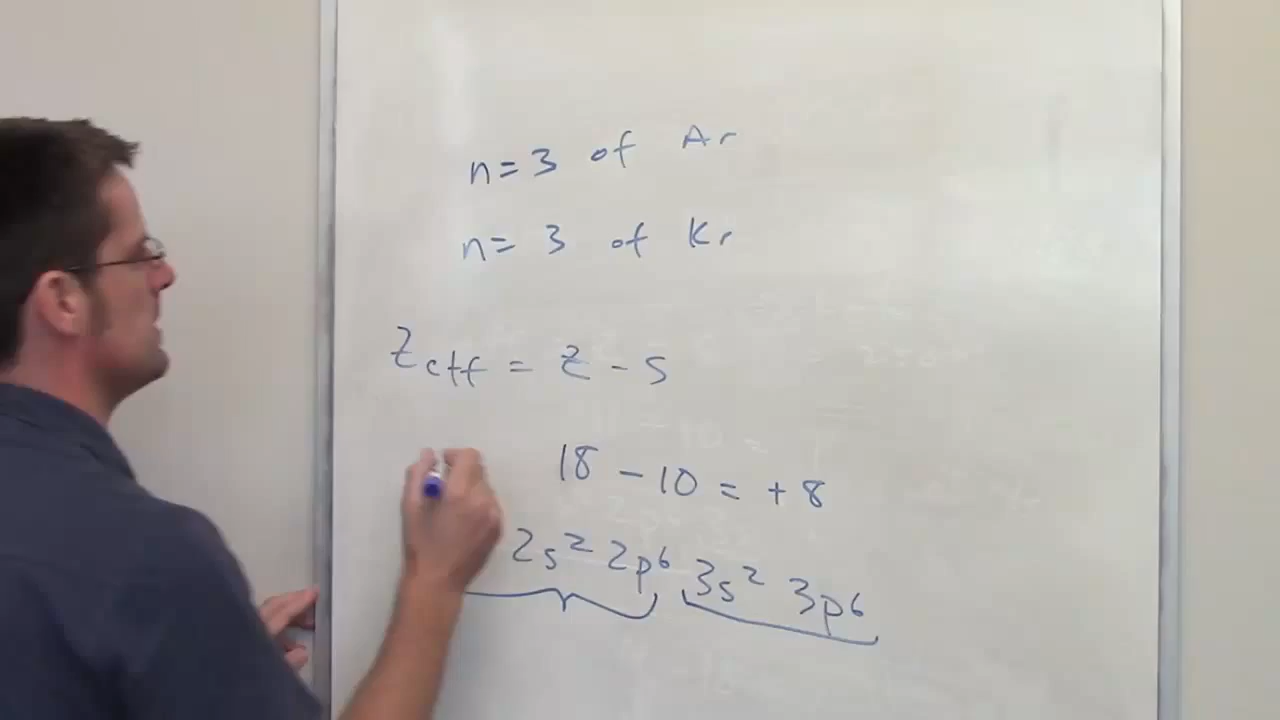 n=3 of Ar
n= 3 of Kr
Zeff = Z - S
18 - 10 = + 8
2s² 2p⁶ 3s² 3p⁶